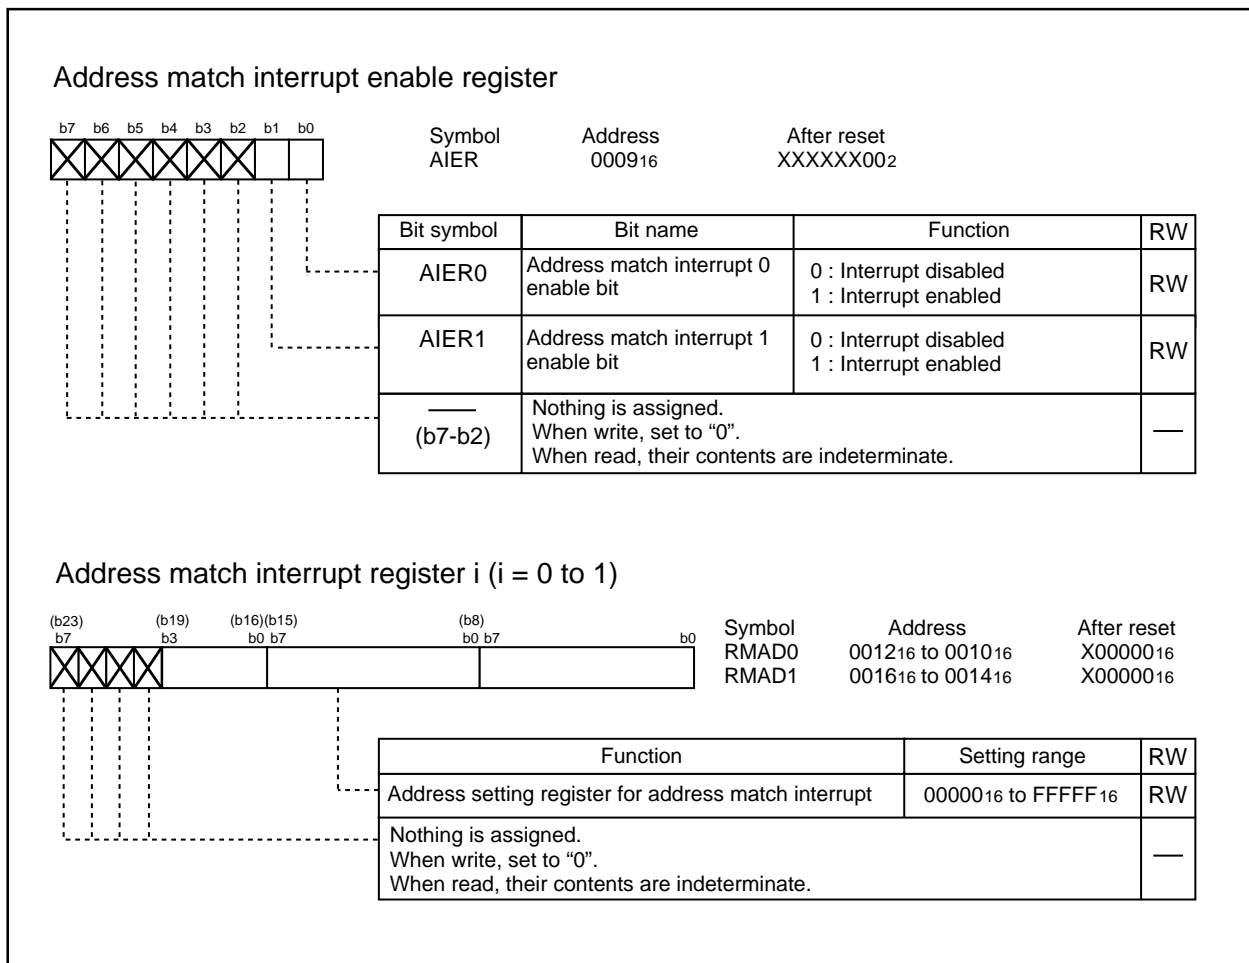 Address match interrupt enable register
b7 b6 b5 b4 b3 b2 b1 b0
Symbol Address After reset
AIER 000916 XXXXXX002
Bit symbol Bit name Function RW
AIER0 Address match interrupt 0 enable bit 0 : Interrupt disabled 1 : Interrupt enabled RW
AIER1 Address match interrupt 1 enable bit 0 : Interrupt disabled 1 : Interrupt enabled RW
(b7-b2) Nothing is assigned.
When write, set to “0”.
When read, their contents are indeterminate.
Address match interrupt register i (i = 0 to 1)
(b23) (b19) (b16)(b15) (b8)
b7 b3 b0 b7 b0 b7 b0
Symbol Address After reset
RMAD0 001216 to 001016 X0000016
RMAD1 001616 to 001416 X0000016
Function Setting range RW
Address setting register for address match interrupt 0000016 to FFFFF16 RW
Nothing is assigned.
When write, set to “0”.
When read, their contents are indeterminate.